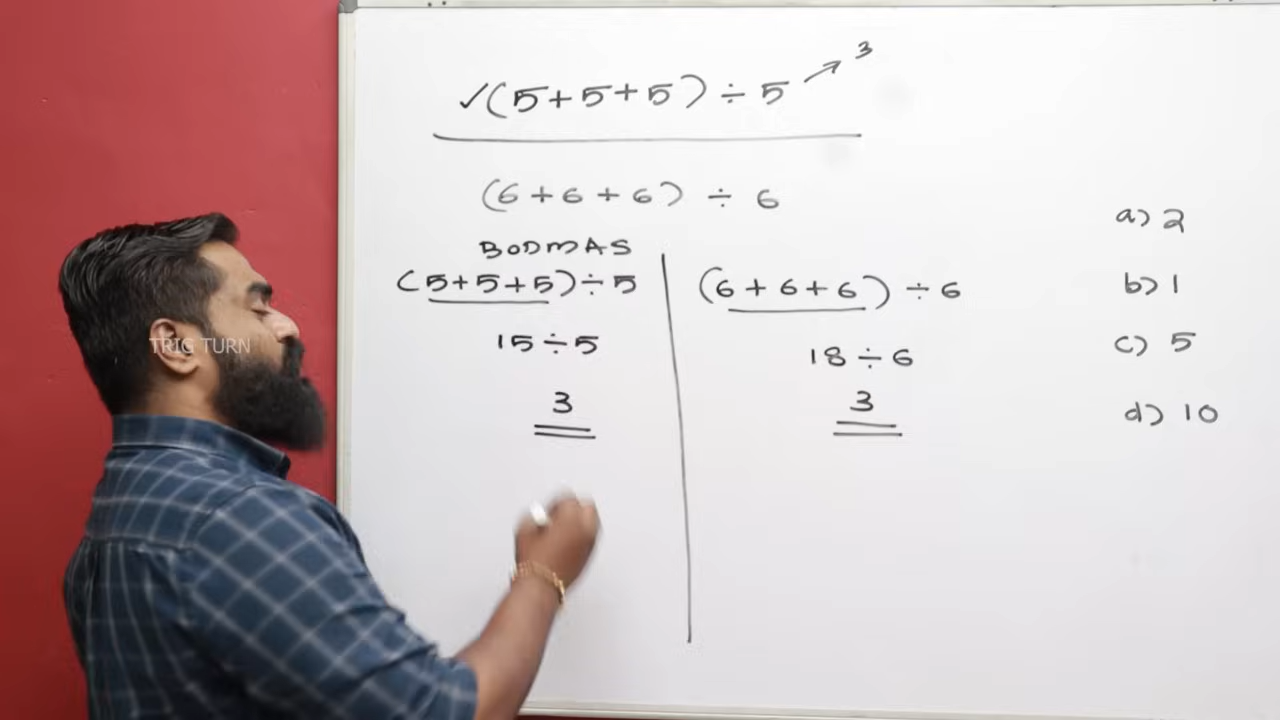 ✓(5+5+5)÷5 → 3
(6+6+6) ÷ 6
BODMAS
(5+5+5)÷5
15÷5
3
(6+6+6) ÷6
18÷6
3
a) 2
b) 1
c) 5
d) 10
TRIG TURN